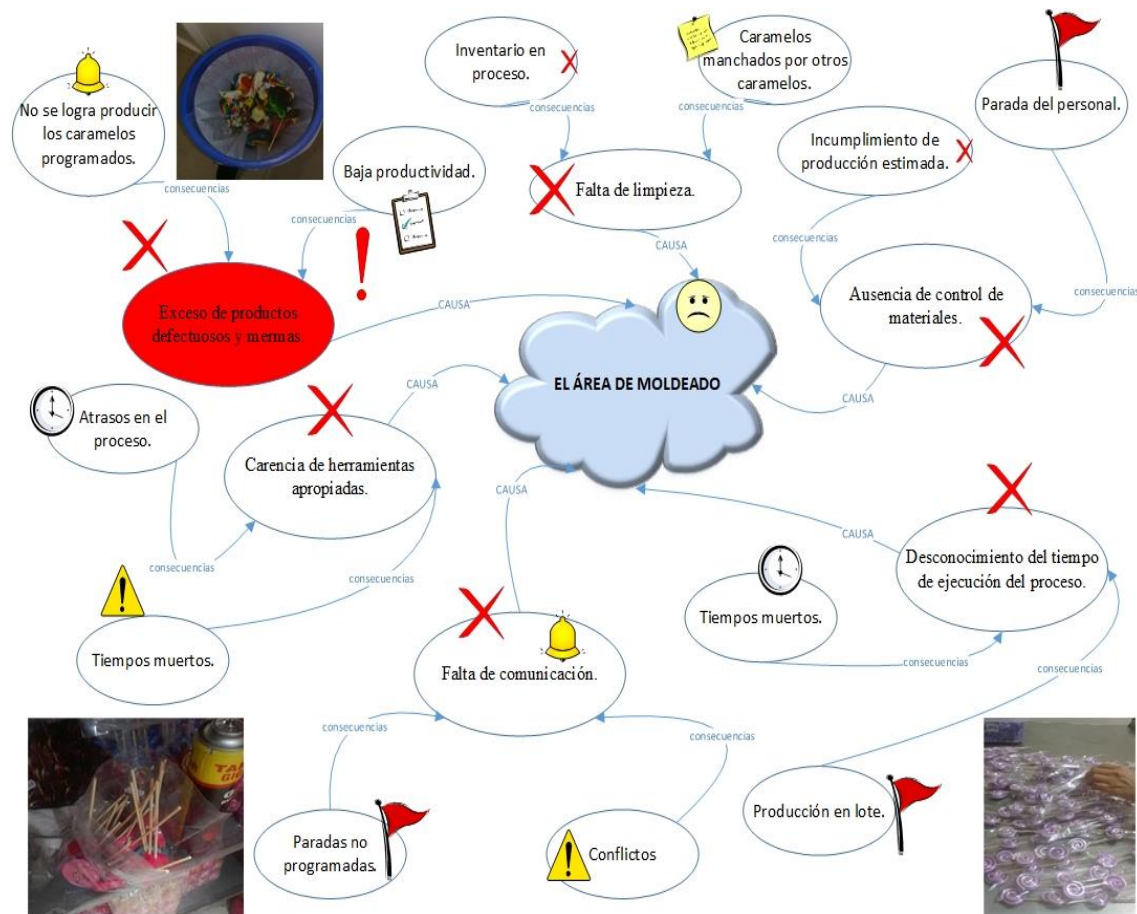 No se logra producir
los caramelos
programados.
consecuencias
Baja productividad.
consecuencias
Exceso de productos
defectuosos y mermas.
CAUSA
Inventario en
proceso.
consecuencias
Caramelos
manchados por otros
caramelos.
consecuencias
Falta de limpieza.
CAUSA
Parada del personal.
consecuencias
Incumplimiento de
producción estimada.
consecuencias
Ausencia de control de
materiales.
CAUSA
EL ÁREA DE MOLDEADO
Atrasos en el
proceso.
consecuencias
Carencia de herramientas
apropiadas.
CAUSA
Tiempos muertos.
consecuencias
Falta de comunicación.
CAUSA
Paradas no
programadas.
consecuencias
Conflictos
consecuencias
Desconocimiento del tiempo
de ejecución del proceso.
CAUSA
Tiempos muertos.
consecuencias
Producción en lote.
consecuencias